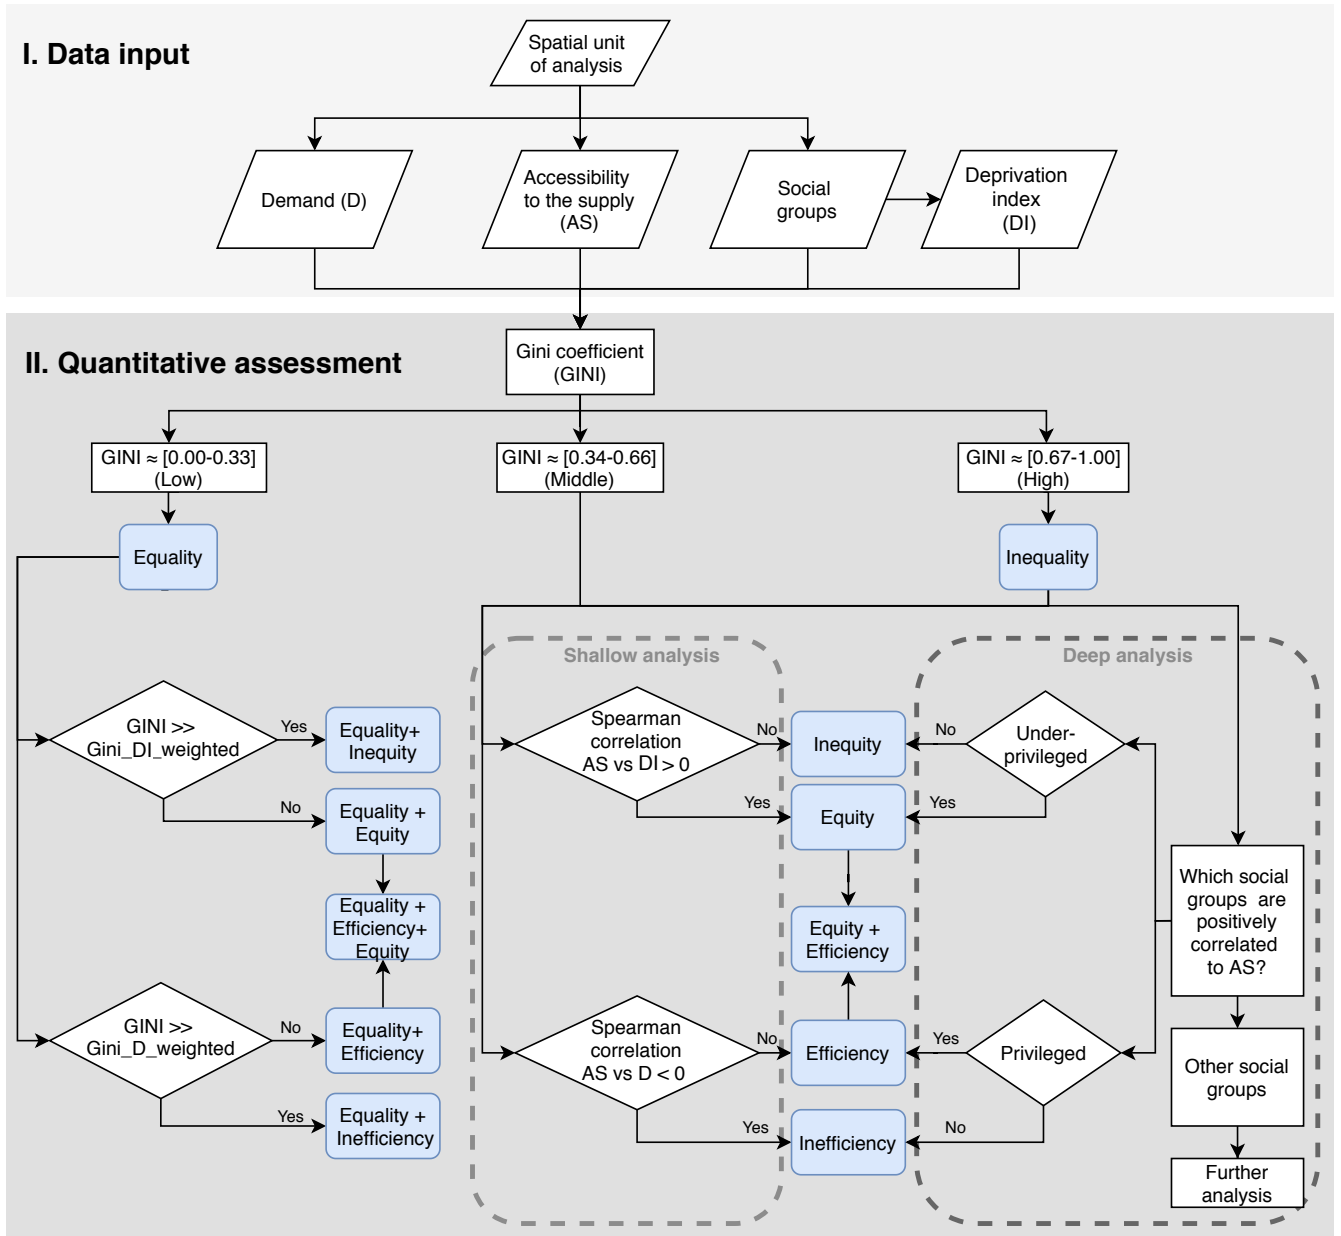 I. Data input
Spatial unit
of analysis
Demand (D)
Accessibility
to the supply
(AS)
Social
groups
Deprivation
index
(DI)
II. Quantitative assessment
Gini coefficient
(GINI)
GINI ≈ [0.00-0.33]
(Low)
GINI ≈ [0.34-0.66]
(Middle)
GINI ≈ [0.67-1.00]
(High)
Equality
Inequality
Shallow analysis
Deep analysis
GINI >>
Gini_DI_weighted
Yes
Equality+
Inequity
No
Equality +
Equity
Equality +
Efficiency+
Equity
GINI >>
Gini_D_weighted
No
Equality+
Efficiency
Yes
Equality +
Inefficiency
Spearman
correlation
AS vs DI > 0
No
Inequity
Yes
Equity
Equity +
Efficiency
Spearman
correlation
AS vs D < 0
No
Efficiency
Yes
Inefficiency
No
Under-
privileged
Yes
Yes
Privileged
No
Which social
groups are
positively
correlated
to AS?
Other social
groups
Further
analysis